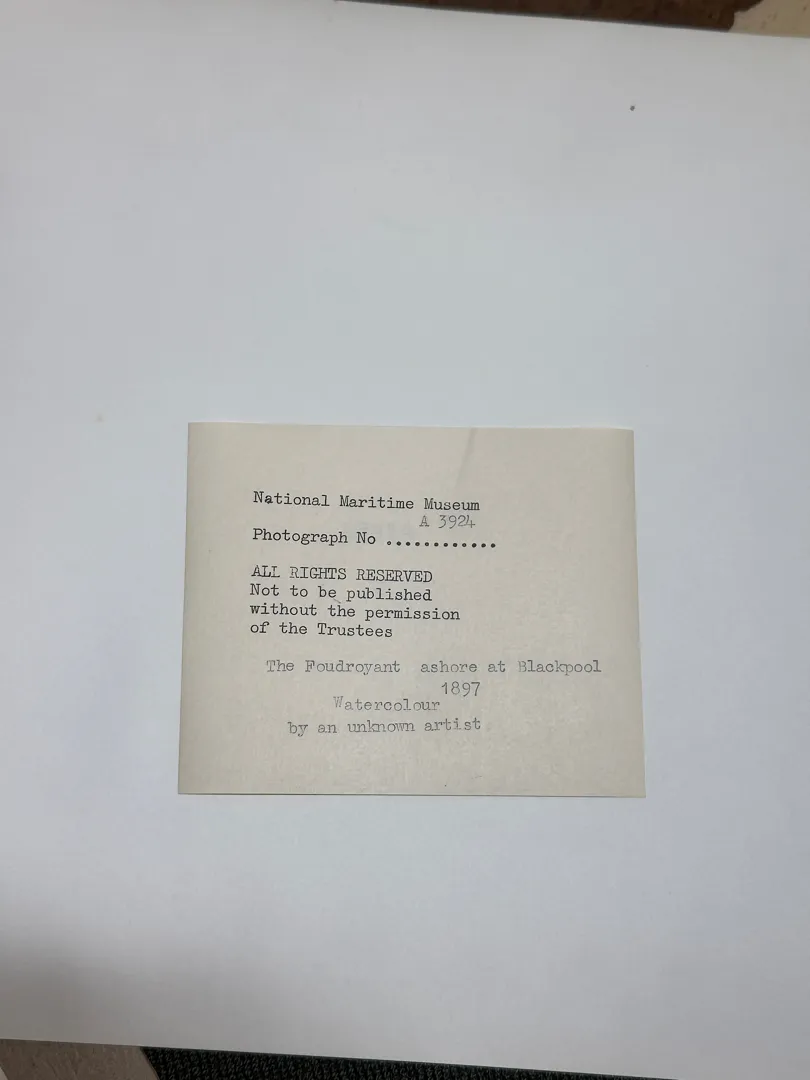 National Maritime Museum
A 3924
Photograph No ............
ALL RIGHTS RESERVED
Not to be published
without the permission
of the Trustees
The Foudroyant ashore at Blackpool
1897
Watercolour
by an unknown artist